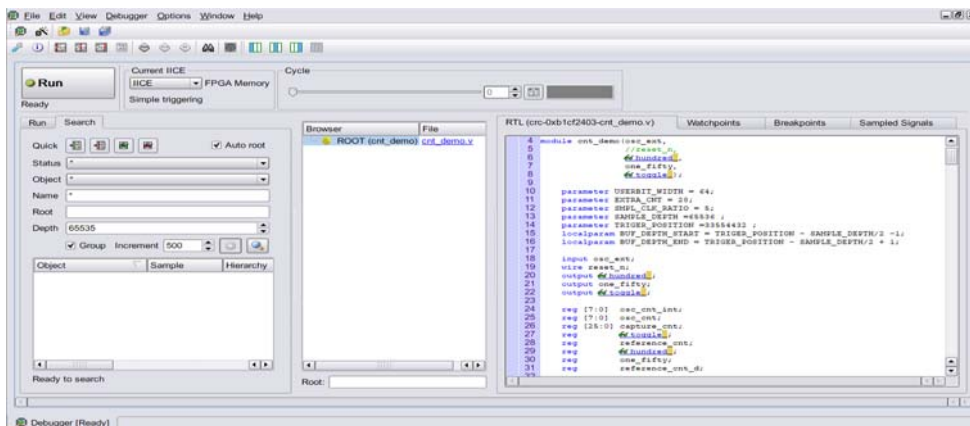 File Edit View Debugger Options Window Help
Run
Ready
Current IICE
IICE FPGA Memory
Simple triggering
Cycle
0
Run Search
Quick Auto root
Status *
Object *
Name *
Root
Depth 65535
Group Increment 500
Object Sample Hierarchy
Ready to search
Browser File
ROOT (cnt_demo) cnt_demo.v
Root:
RTL (crc-0xb1cf2403-cnt_demo.v) Watchpoints Breakpoints Sampled Signals
4 module cnt_demo(osc_ext,
5 //reset_n,
6 hundred,
7 one_fifty,
8 toggle);
9
10 parameter USERBIT_WIDTH = 64;
11 parameter EXTRA_CNT = 28;
12 parameter SMPL_CLK_RATIO = 5;
13 parameter SAMPLE_DEPTH =65536 ;
14 parameter TRIGER_POSITION =33554432 ;
15 localparam BUF_DEPTH_START = TRIGER_POSITION - SAMPLE_DEPTH/2 -1;
16 localparam BUF_DEPTH_END = TRIGER_POSITION - SAMPLE_DEPTH/2 + 1;
17
18 input osc_ext;
19 wire reset_n;
20 output hundred;
21 output one_fifty;
22 output toggle;
23
24 reg [7:0] osc_cnt_int;
25 reg [7:0] osc_cnt;
26 reg [25:0] capture_cnt;
27 reg toggle;
28 reg reference_cnt;
29 reg hundred;
30 reg one_fifty;
31 reg reference_cnt_d;
Debugger [Ready]